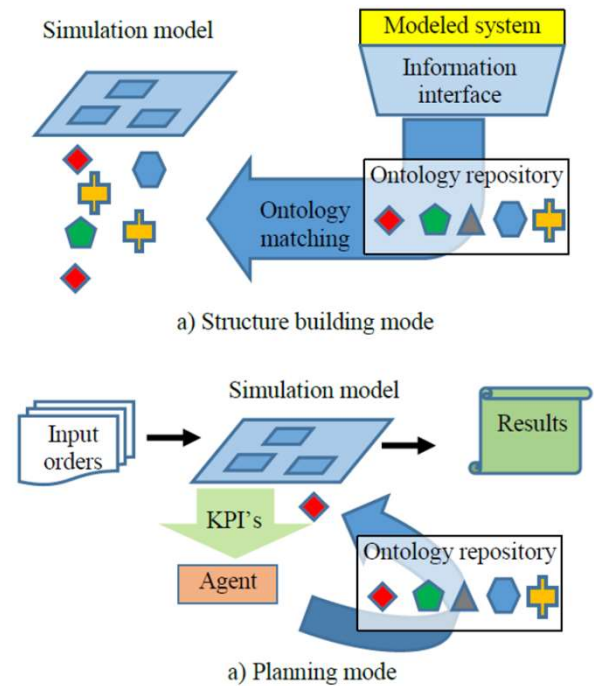 Simulation model
Modeled system
Information
interface
Ontology repository
Ontology
matching
a) Structure building mode
Simulation model
Input
orders
Results
KPI's
Ontology repository
Agent
a) Planning mode